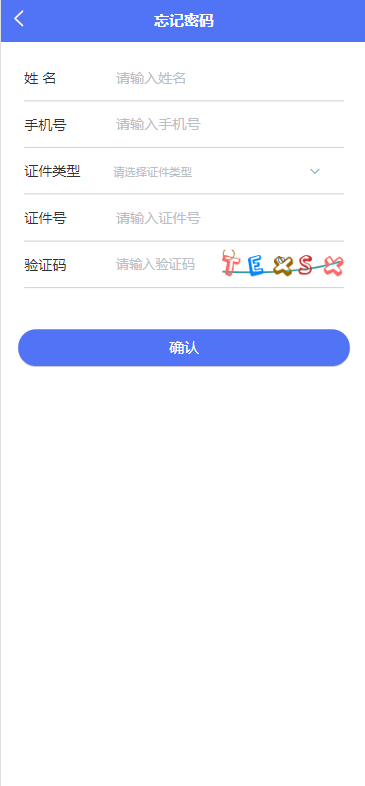 忘记密码
姓 名 请输入姓名
手机号 请输入手机号
证件类型 请选择证件类型
证件号 请输入证件号
验证码 请输入验证码 TEXSX
确认